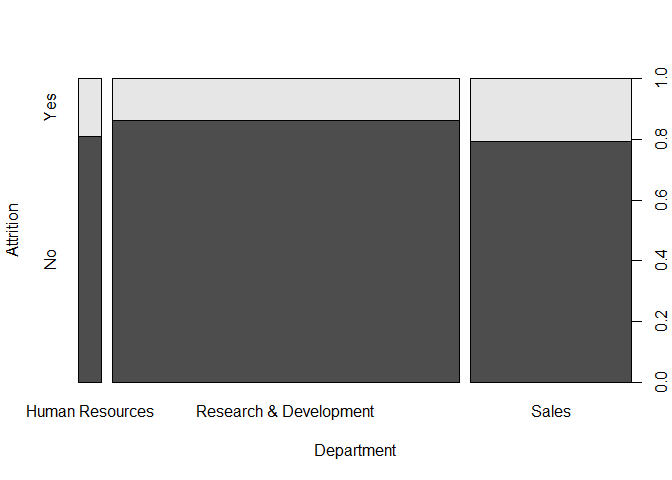 Attrition
Yes
No
1.0
0.8
0.6
0.4
0.2
0.0
Human Resources
Research & Development
Sales
Department